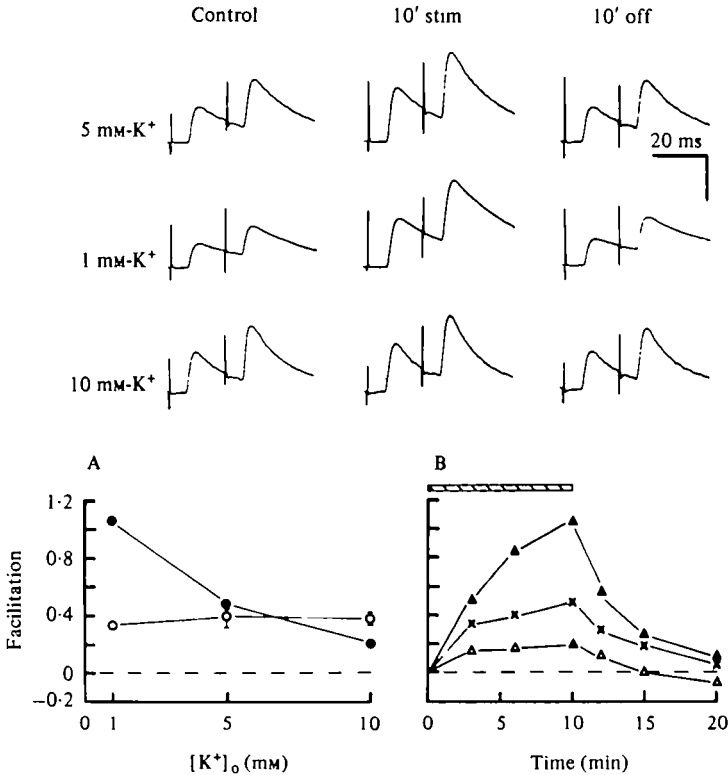 Control 10′ stim 10′ off
5 mM-K⁺
20 ms
1 mM-K⁺
10 mM-K⁺
A B
1·2
0·8
0·4
0
−0·2
Facilitation
0 1 5 10 0 5 10 15 20
[K⁺]ₒ (mM) Time (min)